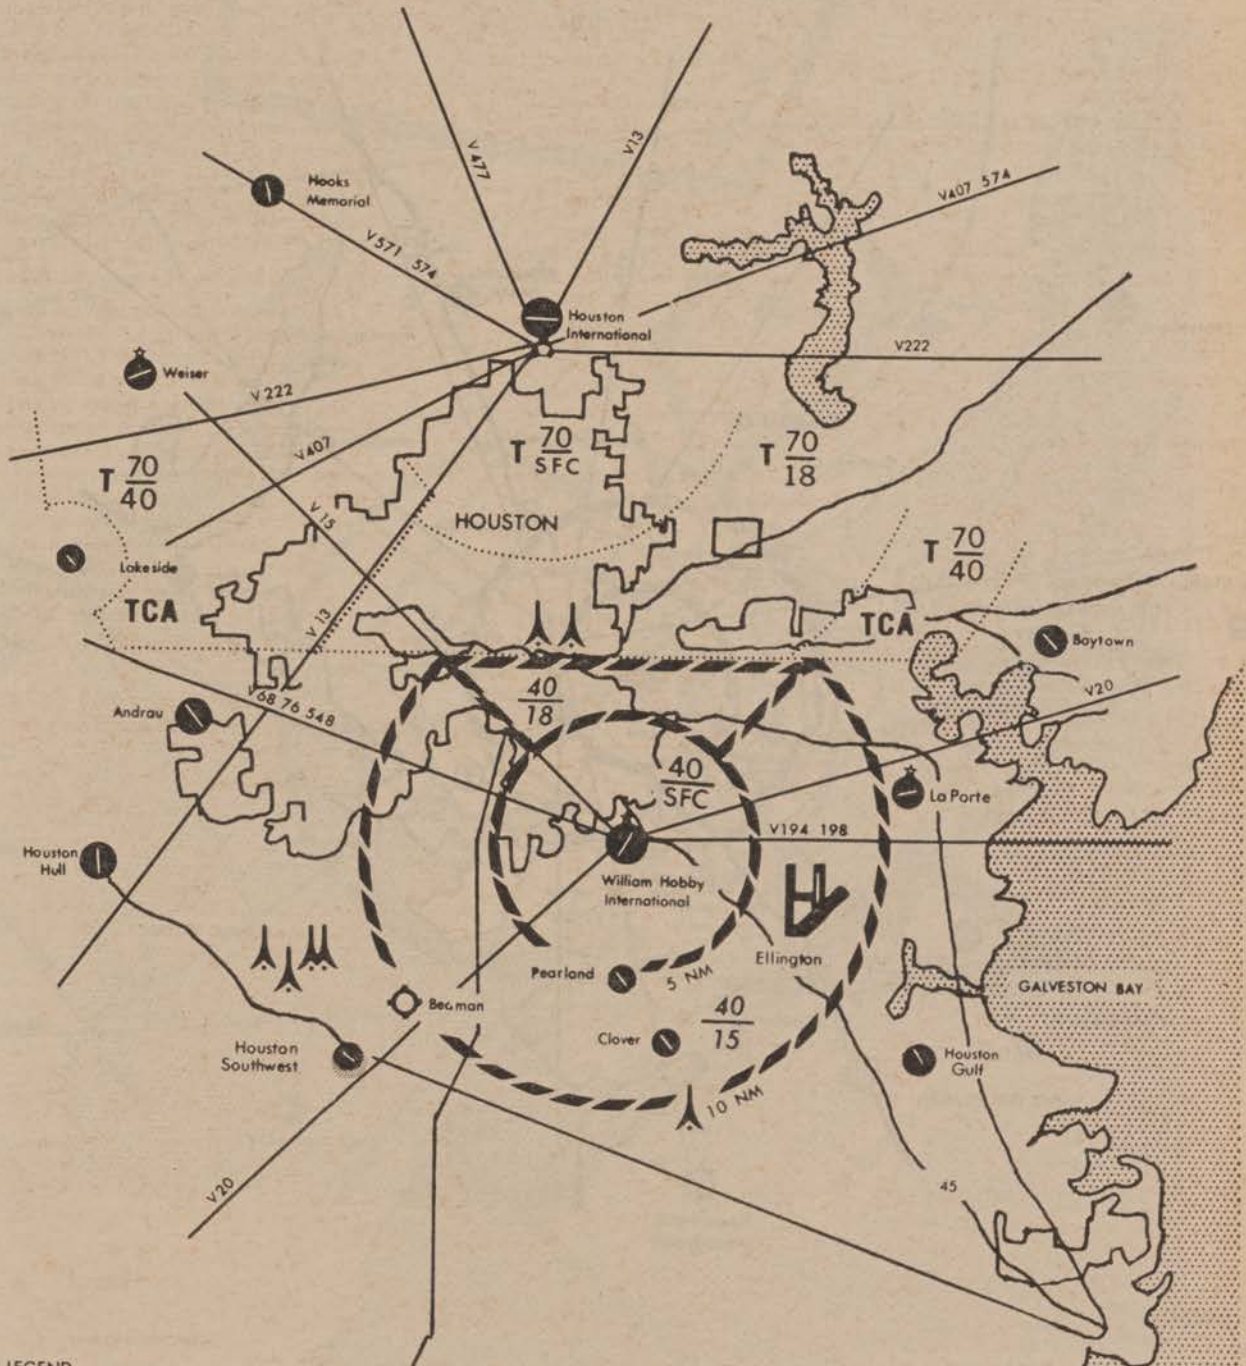 V 477
V13
Hooks
Memorial
V407 574
V571 574
Houston
International
V222
Weiser
V 222
T 70
SFC
V407
T 70
18
T 70
40
V 15
HOUSTON
T 70
40
Lakeside
TCA
V 13
TCA
Baytown
V20
V68 76 548
40
18
Andrau
40
SFC
La Porte
V194 198
Houston
Hull
William Hobby
International
Ellington
Pearland
5 NM
GALVESTON BAY
40
15
Clover
Houston
Southwest
Houston
Gulf
10 NM
V20
45
LEGEND